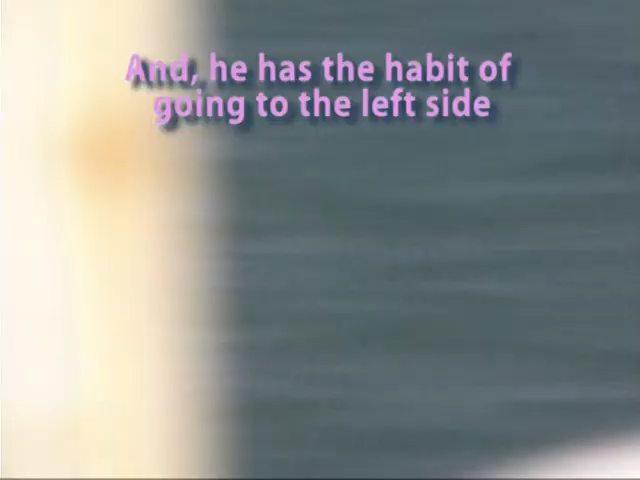 And, he has the habit of
going to the left side